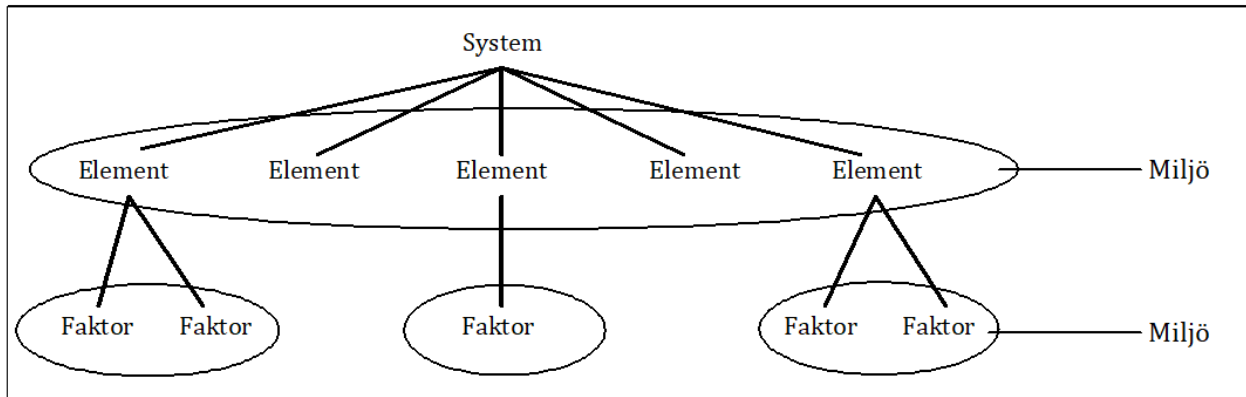 System
Element Element Element Element Element Miljö
Faktor Faktor Faktor Faktor Faktor Miljö